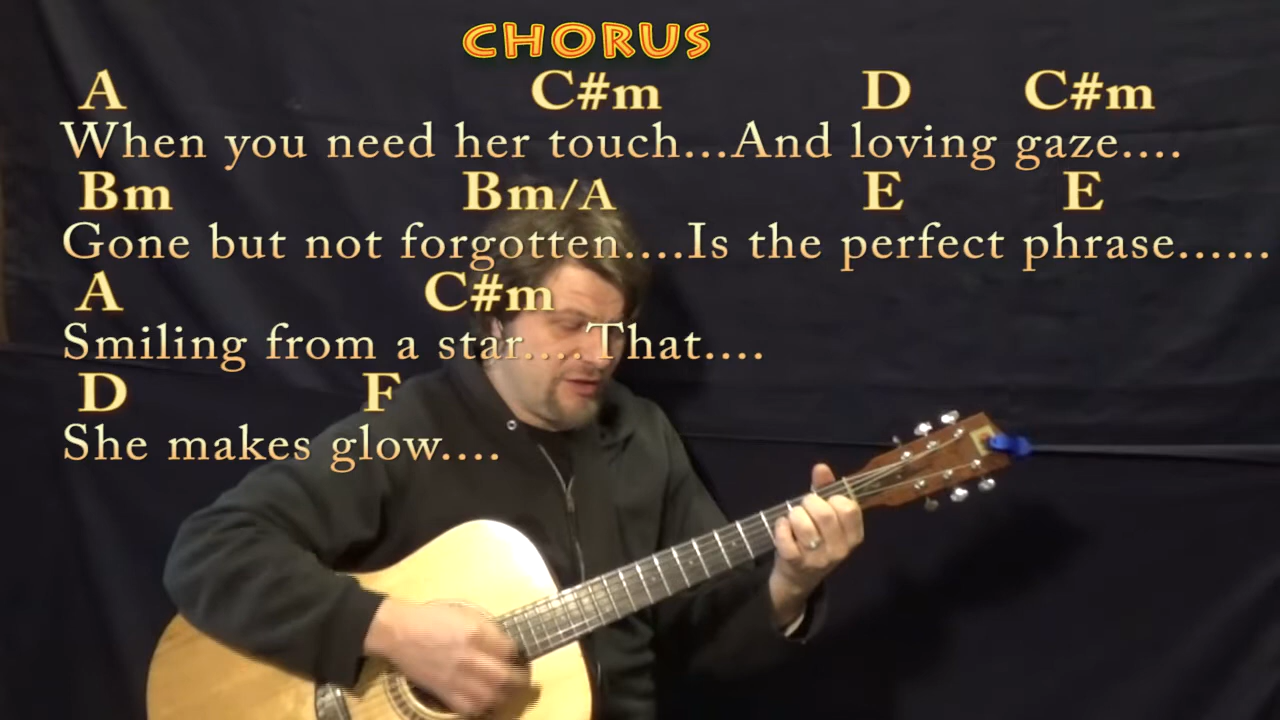 CHORUS
A C#m D C#m
When you need her touch...And loving gaze....
Bm Bm/A E E
Gone but not forgotten....Is the perfect phrase......
A C#m
Smiling from a star....That....
D F
She makes glow....